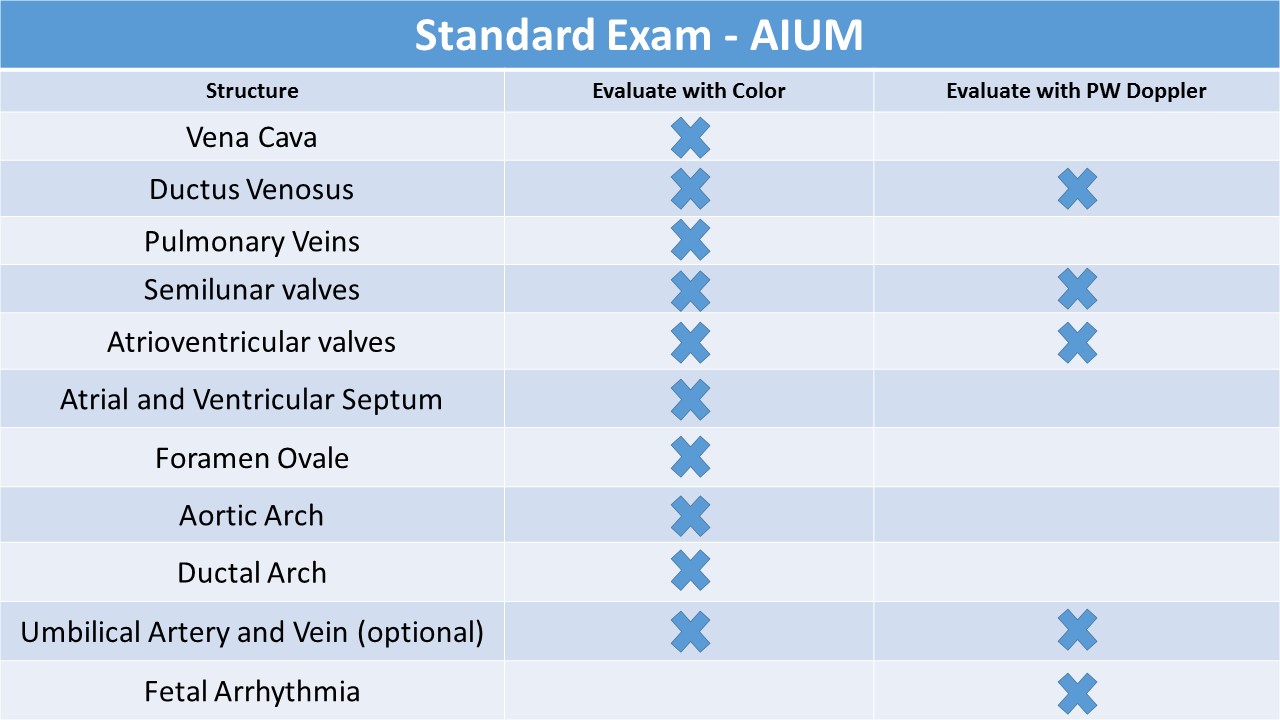 Standard Exam - AIUM
Structure Evaluate with Color Evaluate with PW Doppler
Vena Cava
Ductus Venosus
Pulmonary Veins
Semilunar valves
Atrioventricular valves
Atrial and Ventricular Septum
Foramen Ovale
Aortic Arch
Ductal Arch
Umbilical Artery and Vein (optional)
Fetal Arrhythmia